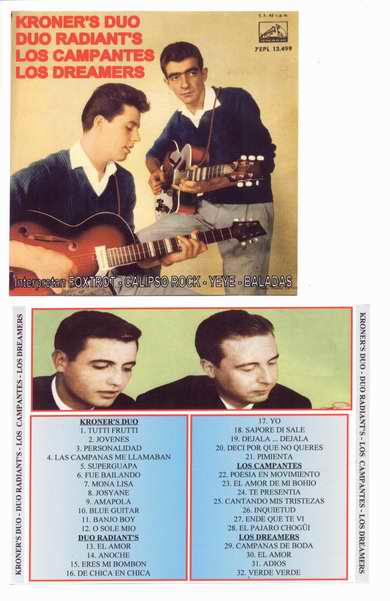 KRONER'S DUO
DUO RADIANT'S
LOS CAMPANTES
LOS DREAMERS
7EPL 13.499
Interpretan FOXTROT - CALIPSO ROCK - YEYE - BALADAS
KRONER'S DUO - DUO RADIANT'S - LOS CAMPANTES - LOS DREAMERS
KRONER'S DUO
1. TUTTI FRUTTI
2. JOVENES
3. PERSONALIDAD
4. LAS CAMPANAS ME LLAMABAN
5. SUPERGUAPA
6. FUE BAILANDO
7. MONA LISA
8. JOSYANE
9. AMAPOLA
10. BLUE GUITAR
11. BANJO BOY
12. O SOLE MIO
DUO RADIANT'S
13. EL AMOR
14. ANOCHE
15. ERES MI BOMBON
16. DE CHICA EN CHICA
17. YO
18. SAPORE DI SALE
19. DEJALA ... DEJALA
20. DECI POR QUE NO QUERES
21. PIMIENTA
LOS CAMPANTES
22. POESIA EN MOVIMIENTO
23. EL AMOR DE MI BOHIO
24. TE PRESENTIA
25. CANTANDO MIS TRISTEZAS
26. INQUIETUD
27. ENDE QUE TE VI
28. EL PAJARO CHOGÜI
LOS DREAMERS
29. CAMPANAS DE BODA
30. EL AMOR
31. ADIOS
32. VERDE VERDE
KRONER'S DUO - DUO RADIANT'S - LOS CAMPANTES - LOS DREAMERS